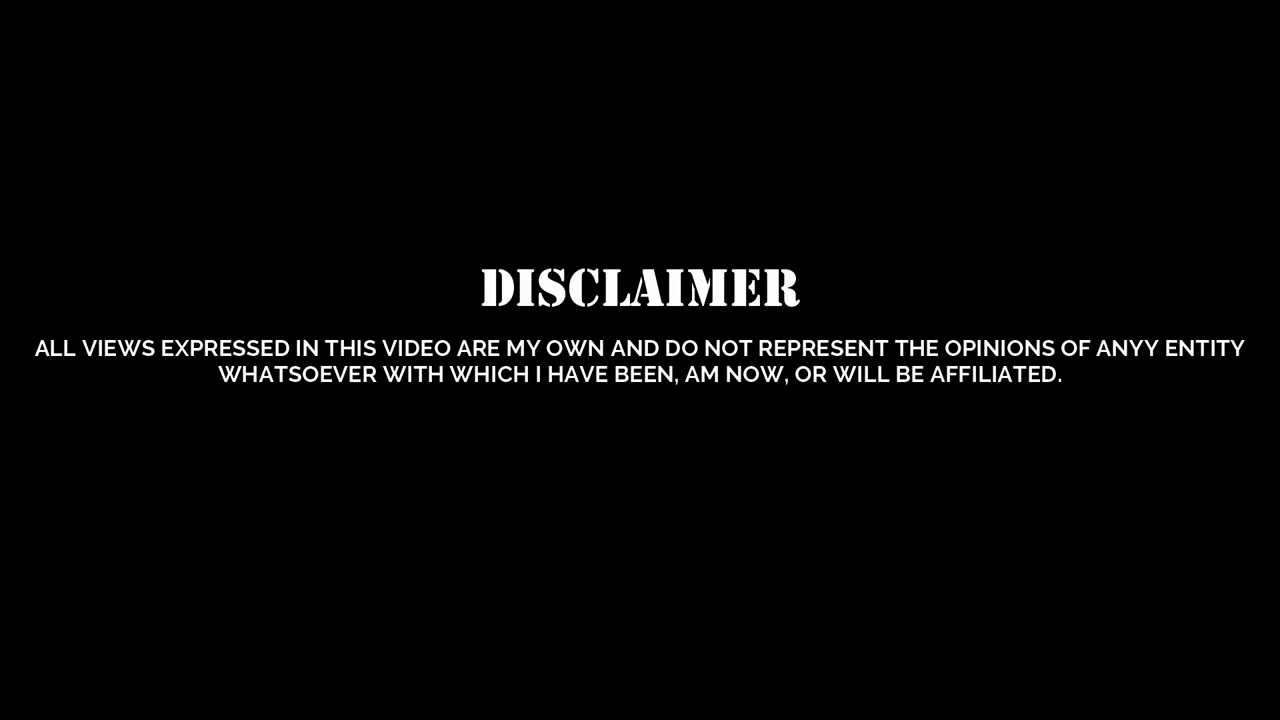 DISCLAIMER
ALL VIEWS EXPRESSED IN THIS VIDEO ARE MY OWN AND DO NOT REPRESENT THE OPINIONS OF ANYY ENTITY
WHATSOEVER WITH WHICH I HAVE BEEN, AM NOW, OR WILL BE AFFILIATED.